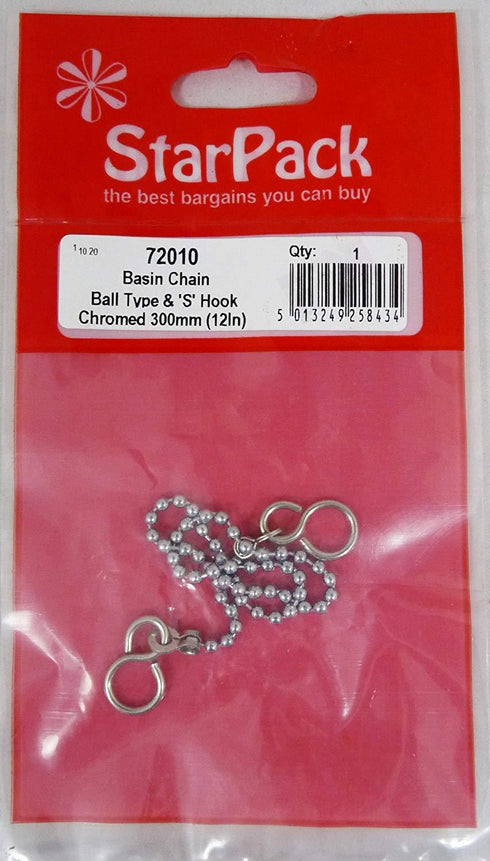 StarPack
the best bargains you can buy
1 10 20
72010
Qty: 1
Basin Chain
Ball Type & 'S' Hook
Chromed 300mm (12In)
5 013249 258434